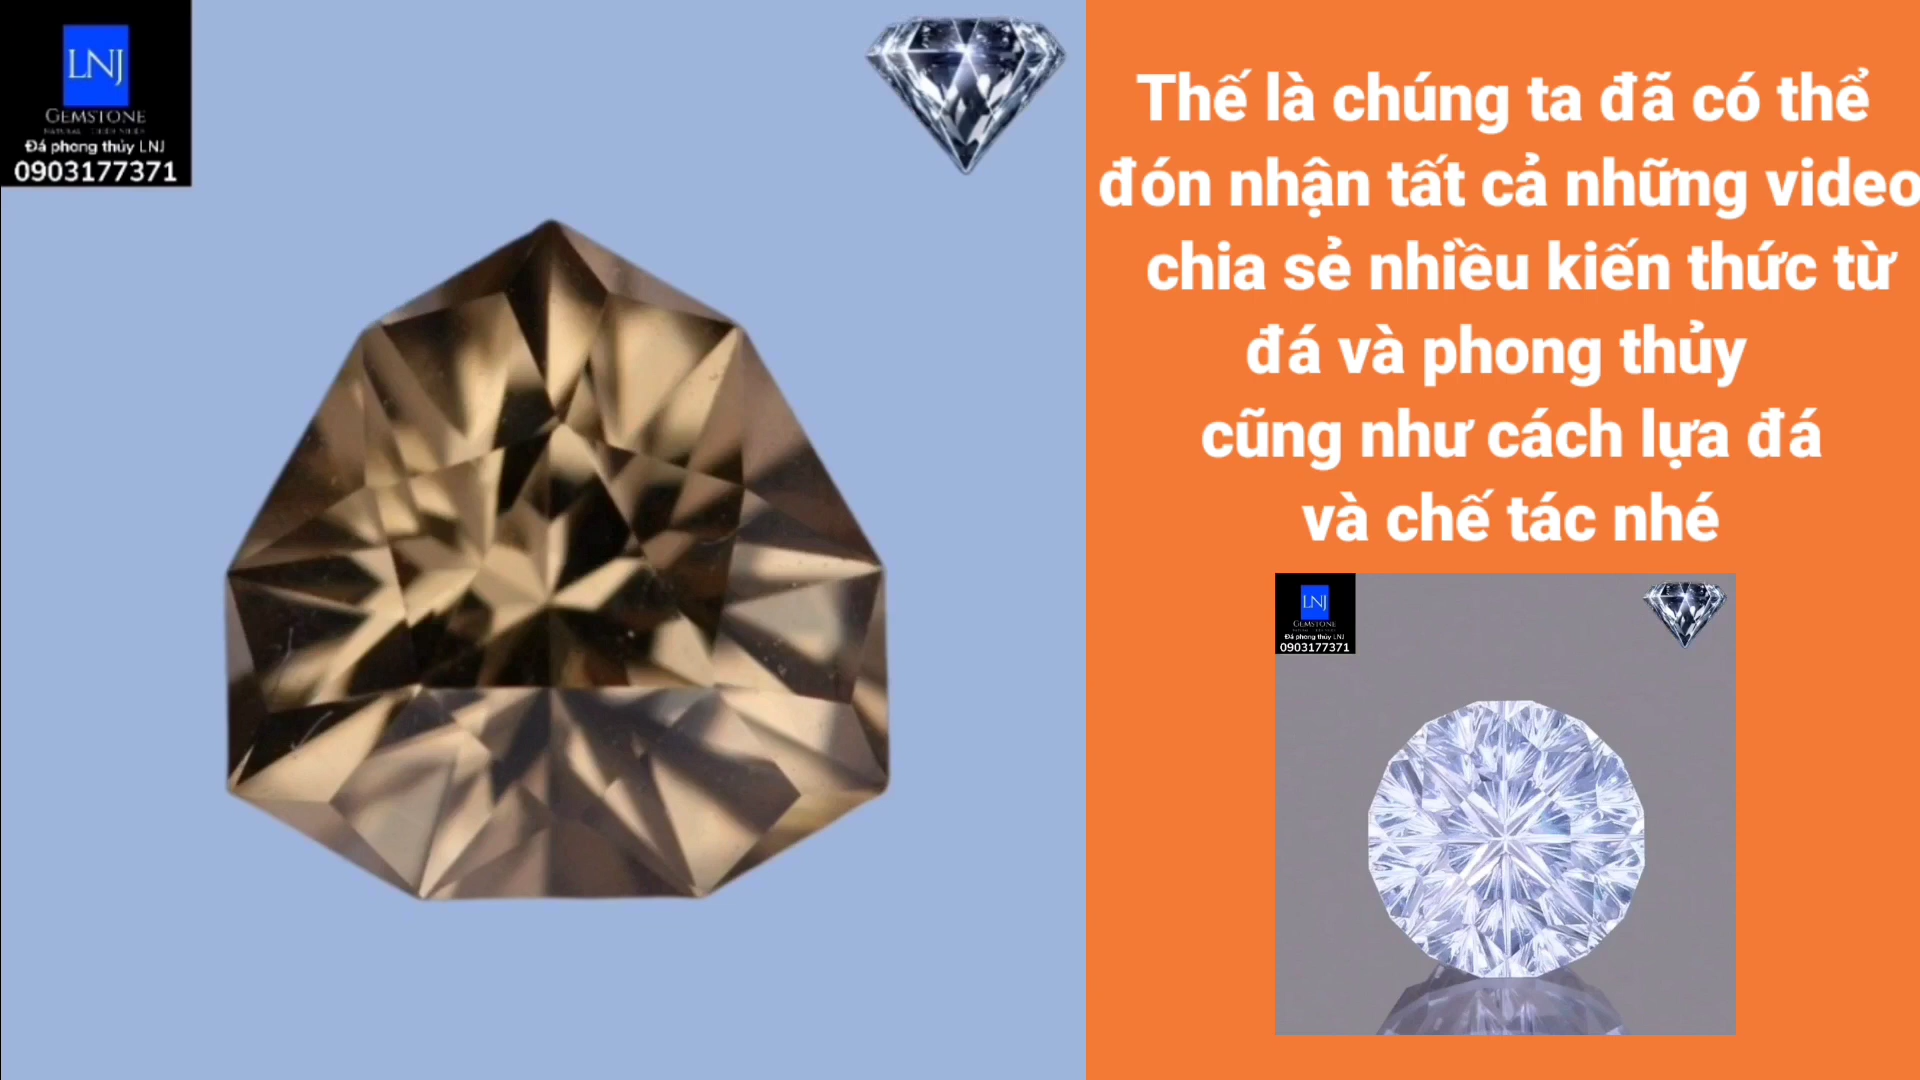 LNJ
GEMSTONE
Đá phong thủy LNJ
0903177371
Thế là chúng ta đã có thể
đón nhận tất cả những video
chia sẻ nhiều kiến thức từ
đá và phong thủy
cũng như cách lựa đá
và chế tác nhé
LNJ
GEMSTONE
Đá phong thủy LNJ
0903177371